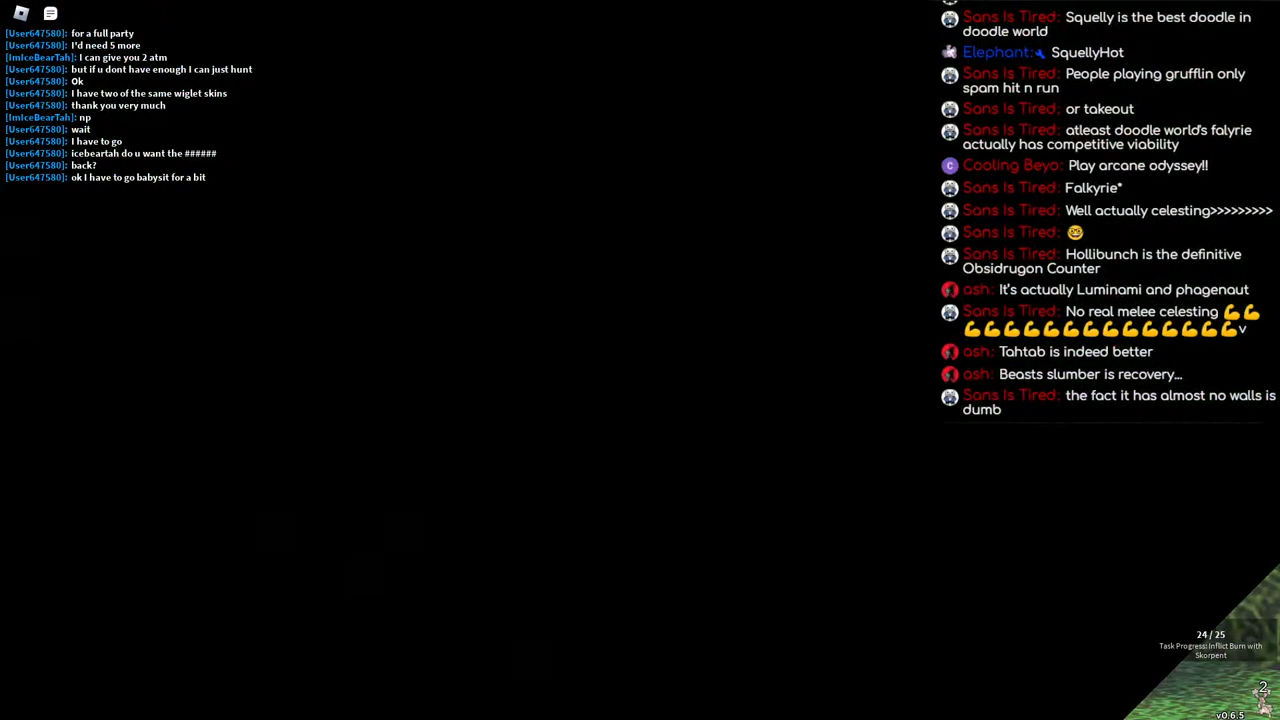 [User647580]: for a full party
[User647580]: I'd need 5 more
[ImIceBearTah]: I can give you 2 atm
[User647580]: but if u dont have enough I can just hunt
[User647580]: Ok
[User647580]: I have two of the same wiglet skins
[User647580]: thank you very much
[ImIceBearTah]: np
[User647580]: wait
[User647580]: I have to go
[User647580]: icebeartah do u want the ######
[User647580]: back?
[User647580]: ok I have to go babysit for a bit
Sans Is Tired: Squelly is the best doodle in
doodle world
Elephant: SquellyHot
Sans Is Tired: People playing grufflin only
spam hit n run
Sans Is Tired: or takeout
Sans Is Tired: atleast doodle world's falyrie
actually has competitive viability
C Cooling Beyo: Play arcane odyssey!!
Sans Is Tired: Falkyrie*
Sans Is Tired: Well actually celesting>>>>>>>>>
Sans Is Tired: 🤓
Sans Is Tired: Hollibunch is the definitive
Obsidrugon Counter
ash: It's actually Luminami and phagenaut
Sans Is Tired: No real melee celesting 💪💪
💪💪💪💪💪💪💪💪💪💪💪💪💪💪v
ash: Tahtab is indeed better
ash: Beasts slumber is recovery...
Sans Is Tired: the fact it has almost no walls is
dumb
24 / 25
Task Progress: Inflict Burn with
Skorpent
2
v0.6.5